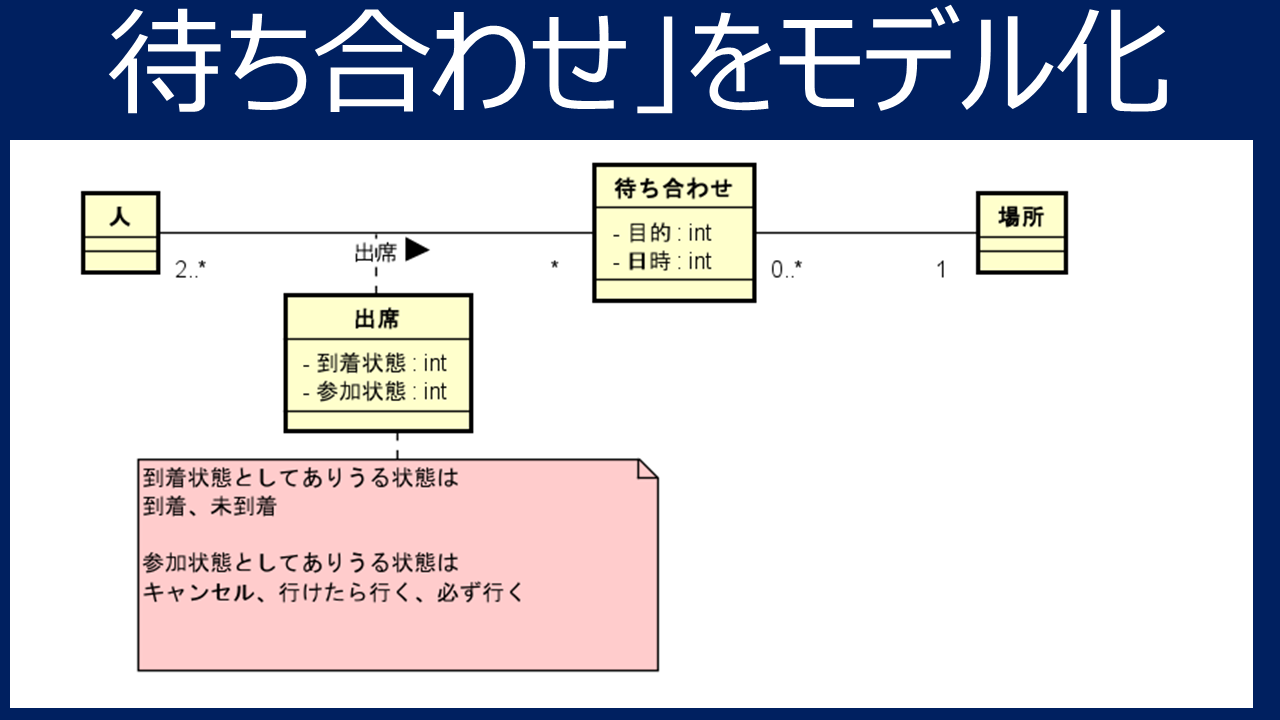 待ち合わせ」をモデル化
人
待ち合わせ
- 目的 : int
- 日時 : int
場所
出席 ▶
2..*
*
0..*
1
出席
- 到着状態 : int
- 参加状態 : int
到着状態としてありうる状態は
到着、未到着
参加状態としてありうる状態は
キャンセル、行けたら行く、必ず行く